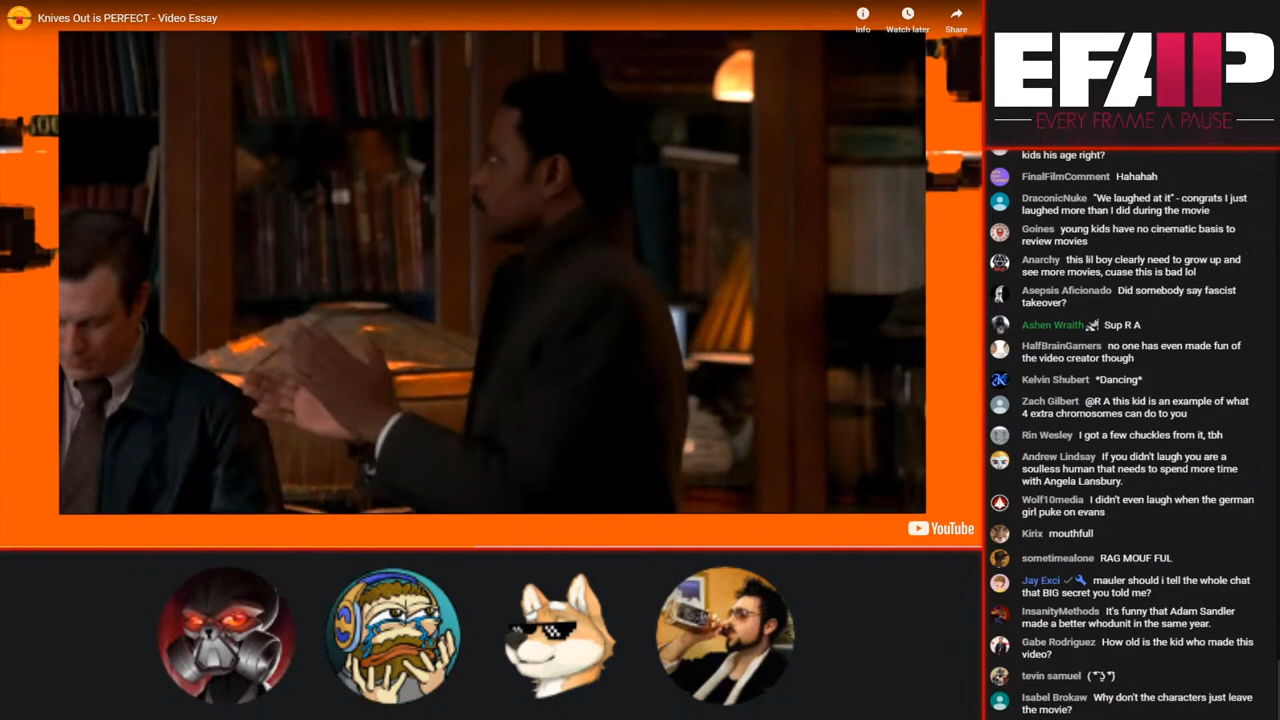 Knives Out is PERFECT - Video Essay
Info
Watch later
Share
YouTube
EFAP
EVERY FRAME A PAUSE
kids his age right?
FinalFilmComment Hahahah
DraconicNuke "We laughed at it" - congrats I just
laughed more than I did during the movie
Goines young kids have no cinematic basis to
review movies
Anarchy this lil boy clearly need to grow up and
see more movies, cuase this is bad lol
Asepsis Aficionado Did somebody say fascist
takeover?
Ashen Wraith Sup R A
HalfBrainGamers no one has even made fun of
the video creator though
Kelvin Shubert *Dancing*
Zach Gilbert @R A this kid is an example of what
4 extra chromosomes can do to you
Rin Wesley I got a few chuckles from it, tbh
Andrew Lindsay If you didn't laugh you are a
soulless human that needs to spend more time
with Angela Lansbury.
Wolf10media I didn't even laugh when the german
girl puke on evans
Kirix mouthfull
sometimealone RAG MOUF FUL
Jay Exci mauler should i tell the whole chat
that BIG secret you told me?
InsanityMethods It's funny that Adam Sandler
made a better whodunit in the same year.
Gabe Rodriguez How old is the kid who made this
video?
tevin samuel
Isabel Brokaw Why don't the characters just leave
the movie?